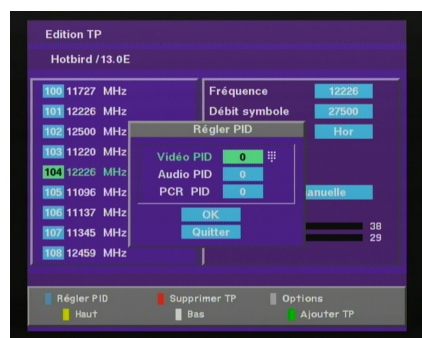 Edition TP
Hotbird /13.0E
100 11727 MHz
101 12226 MHz
102 12500 MHz
103 11220 MHz
104 12226 MHz
105 11096 MHz
106 11137 MHz
107 11345 MHz
108 12459 MHz
Fréquence 12226
Débit symbole 27500
Hor
anuelle
38
29
Régler PID
Vidéo PID 0
Audio PID 0
PCR PID 0
OK
Quitter
Régler PID Supprimer TP Options
Haut Bas Ajouter TP